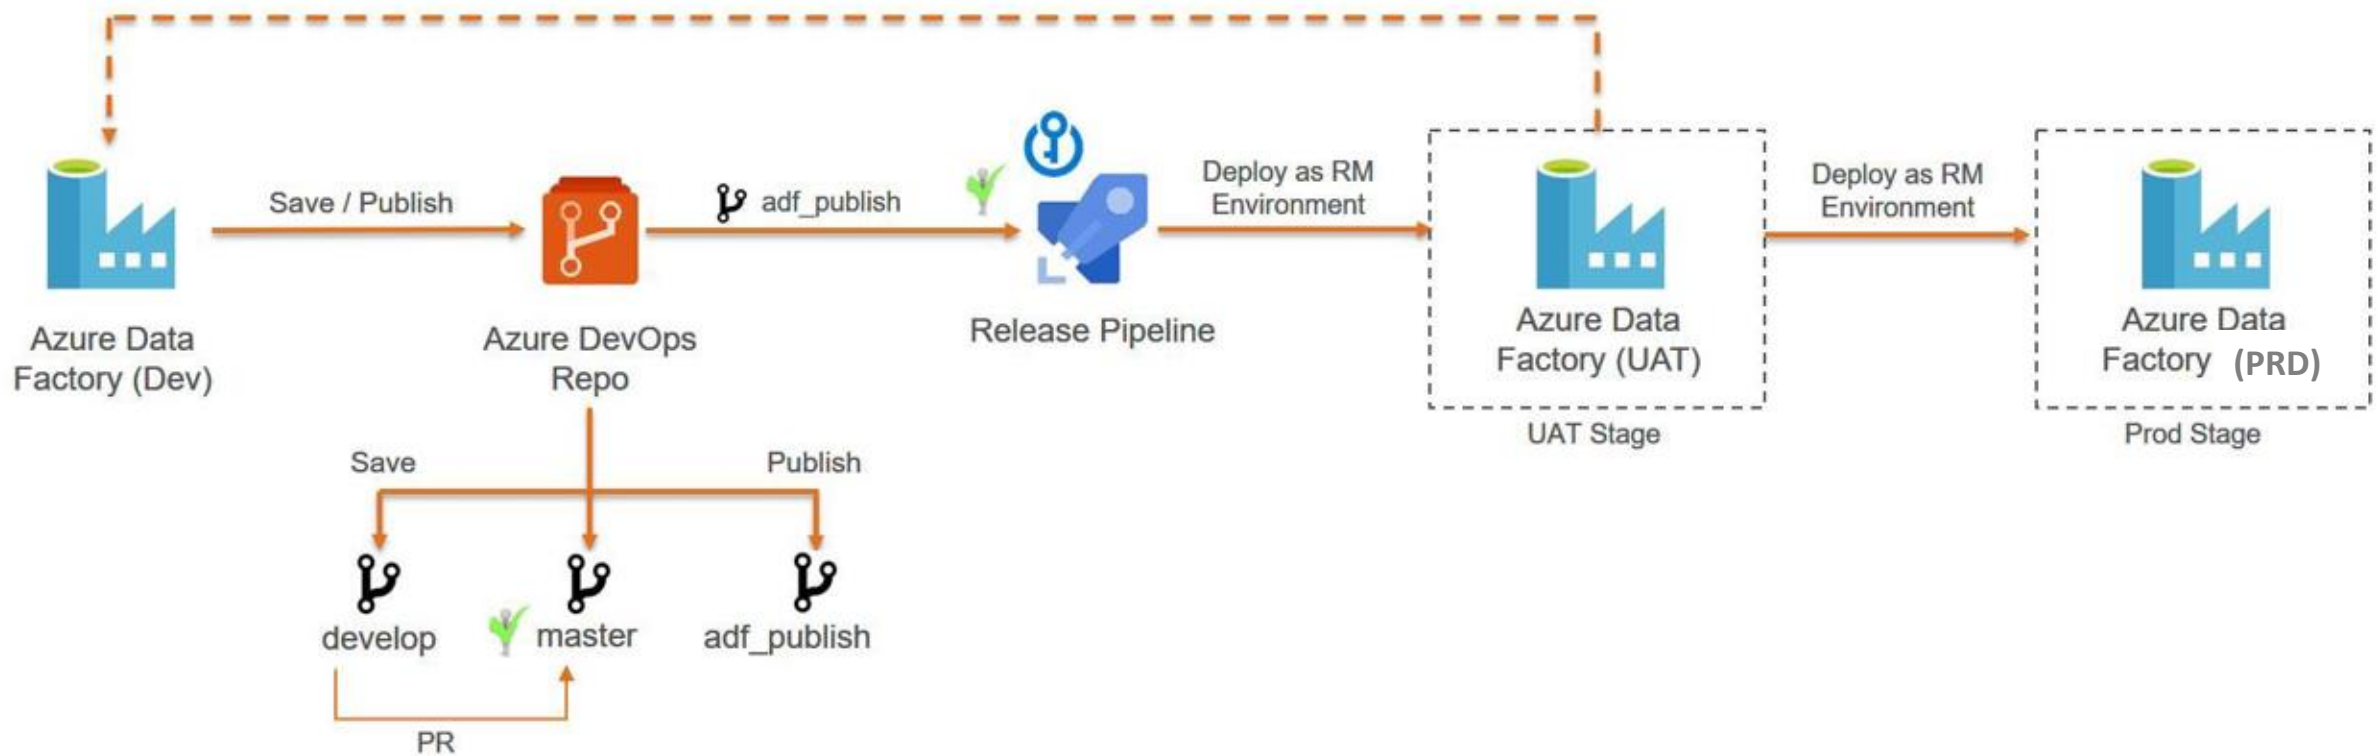 Save / Publish
adf_publish
Deploy as RM
Environment
Deploy as RM
Environment
Azure Data
Factory (Dev)
Azure DevOps
Repo
Release Pipeline
Azure Data
Factory (UAT)
Azure Data
Factory (PRD)
UAT Stage
Prod Stage
Save
Publish
develop
master
adf_publish
PR